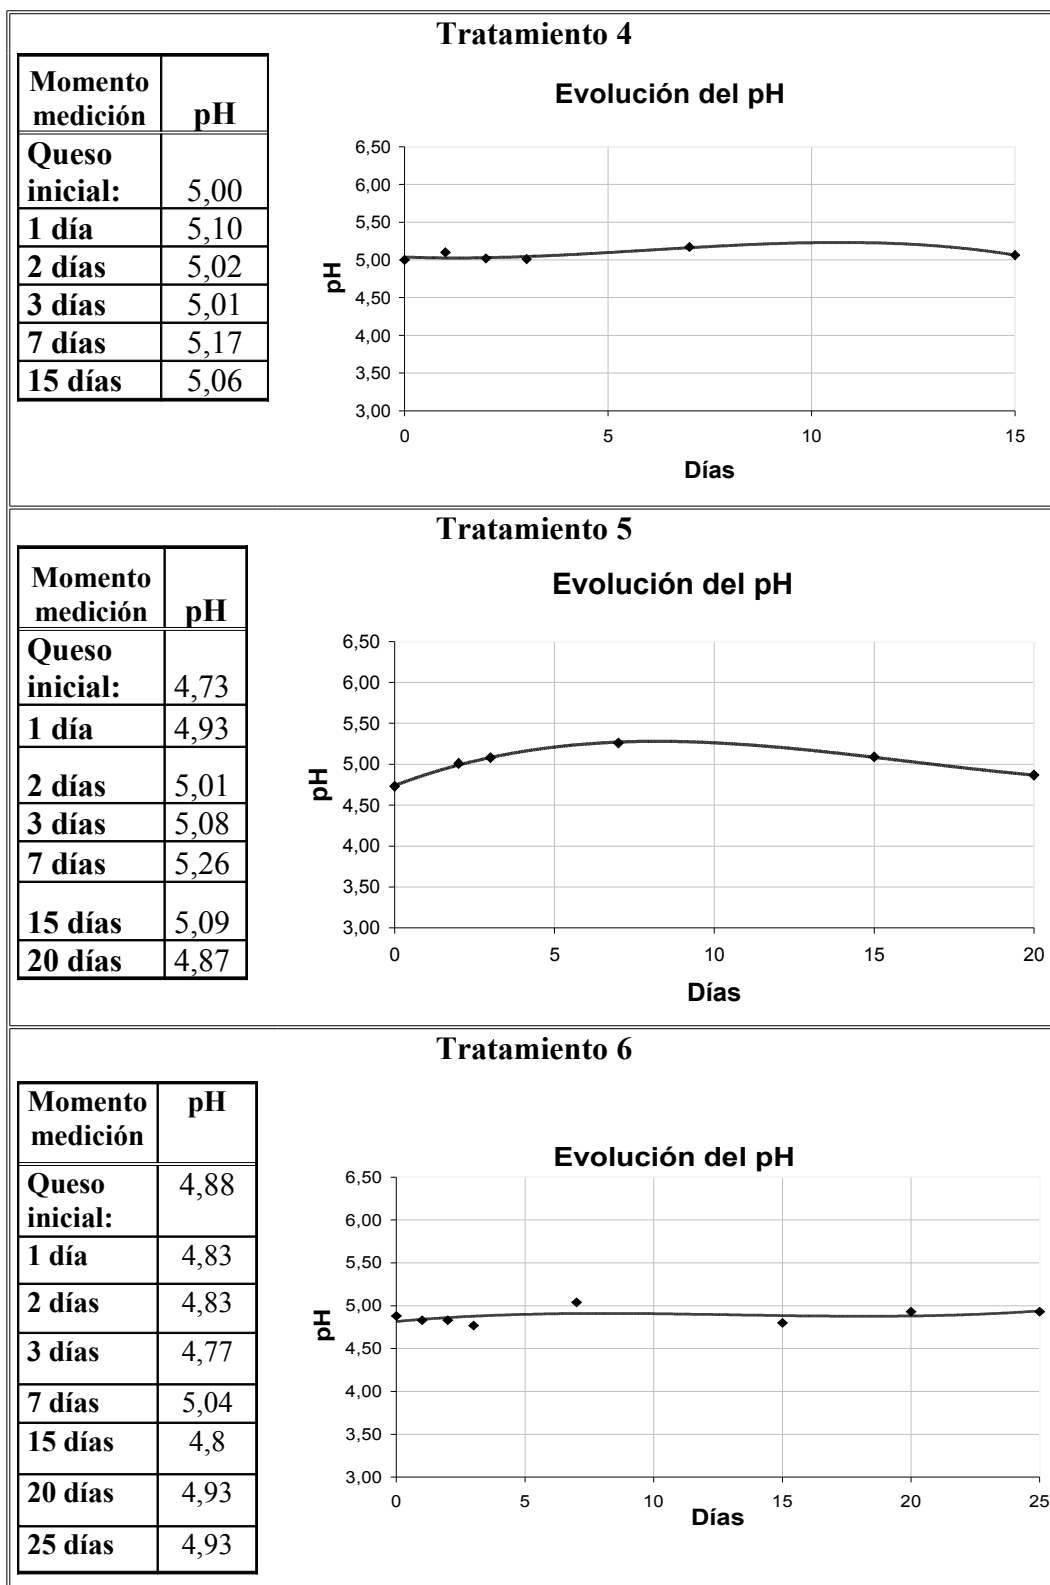 Tratamiento 4
Momento
medición pH
Queso
inicial: 5,00
1 día 5,10
2 días 5,02
3 días 5,01
7 días 5,17
15 días 5,06
Evolución del pH
6,50
6,00
5,50
5,00
4,50
4,00
3,50
3,00
pH
0 5 10 15
Días
Tratamiento 5
Momento
medición pH
Queso
inicial: 4,73
1 día 4,93
2 días 5,01
3 días 5,08
7 días 5,26
15 días 5,09
20 días 4,87
Evolución del pH
6,50
6,00
5,50
5,00
4,50
4,00
3,50
3,00
pH
0 5 10 15 20
Días
Tratamiento 6
Momento pH
medición
Queso 4,88
inicial:
1 día 4,83
2 días 4,83
3 días 4,77
7 días 5,04
15 días 4,8
20 días 4,93
25 días 4,93
Evolución del pH
6,50
6,00
5,50
5,00
4,50
4,00
3,50
3,00
pH
0 5 10 15 20 25
Días